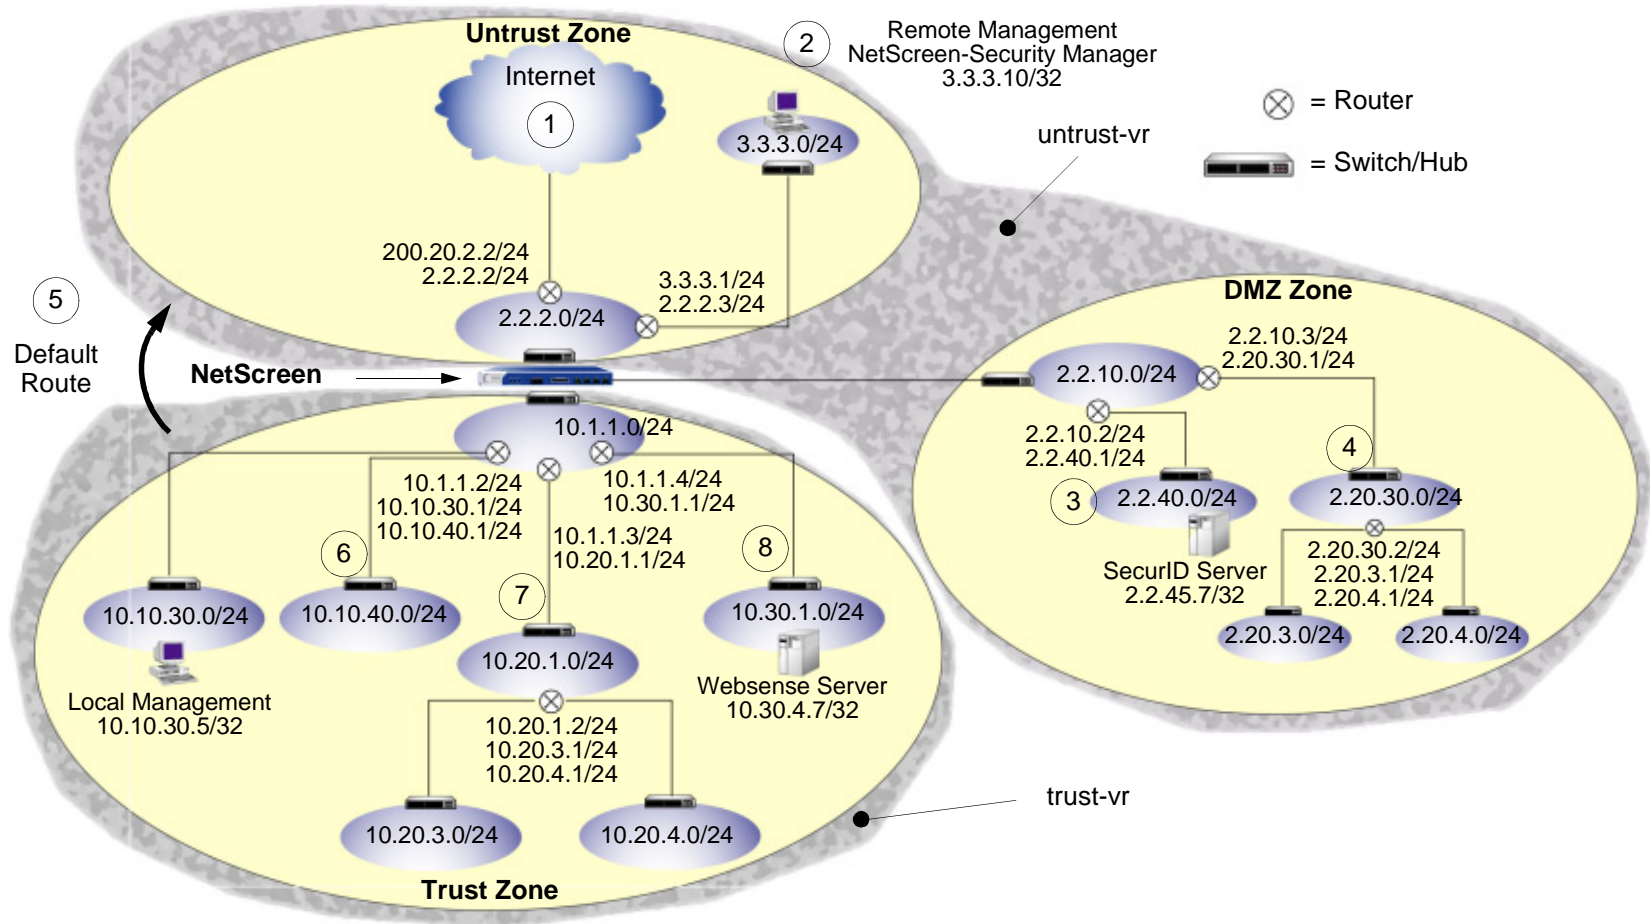 Untrust Zone
Internet
1
2
Remote Management
NetScreen-Security Manager
3.3.3.10/32
3.3.3.0/24
= Router
= Switch/Hub
untrust-vr
200.20.2.2/24
2.2.2.2/24
3.3.3.1/24
2.2.2.3/24
2.2.2.0/24
5
Default
Route
NetScreen
DMZ Zone
2.2.10.3/24
2.20.30.1/24
2.2.10.0/24
2.2.10.2/24
2.2.40.1/24
4
3
2.2.40.0/24
2.20.30.0/24
SecurID Server
2.2.45.7/32
2.20.30.2/24
2.20.3.1/24
2.20.4.1/24
2.20.3.0/24
2.20.4.0/24
10.1.1.0/24
10.1.1.2/24
10.10.30.1/24
10.10.40.1/24
10.1.1.4/24
10.30.1.1/24
10.1.1.3/24
10.20.1.1/24
6
7
8
10.10.30.0/24
10.10.40.0/24
10.20.1.0/24
10.30.1.0/24
Local Management
10.10.30.5/32
Websense Server
10.30.4.7/32
10.20.1.2/24
10.20.3.1/24
10.20.4.1/24
10.20.3.0/24
10.20.4.0/24
trust-vr
Trust Zone